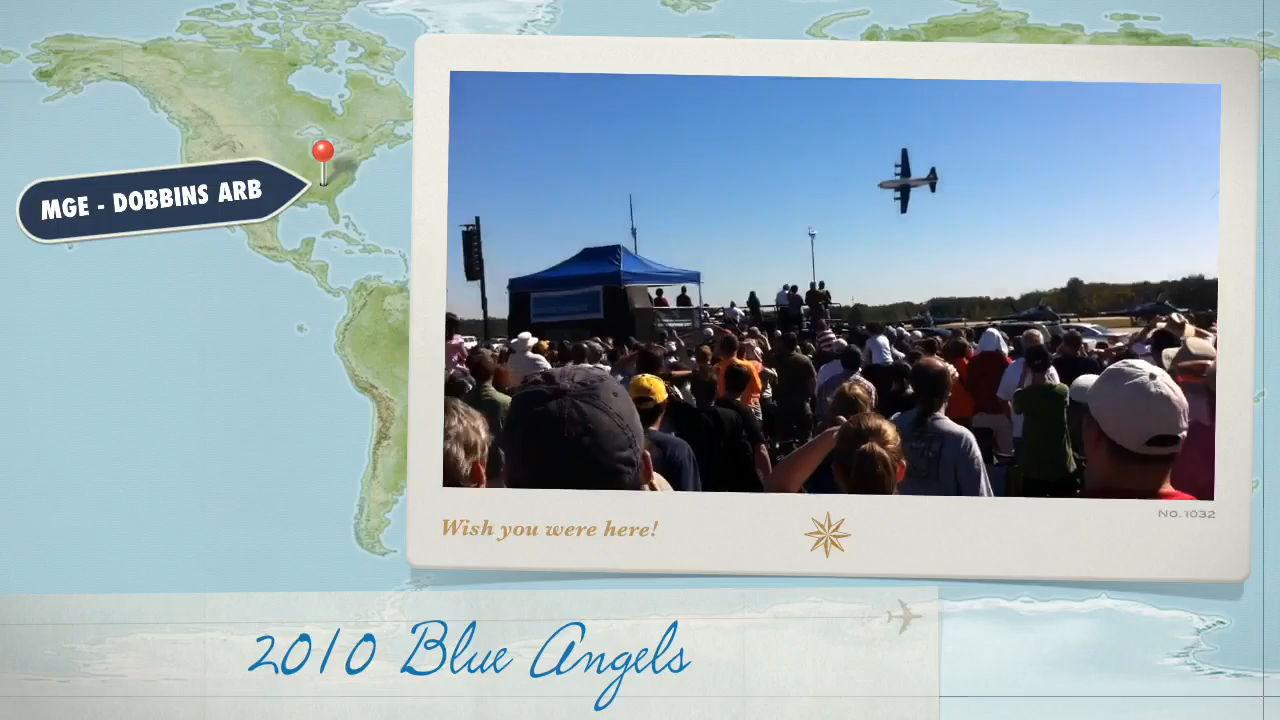 MGE - DOBBINS ARB
Wish you were here!
NO. 1032
2010 Blue Angels